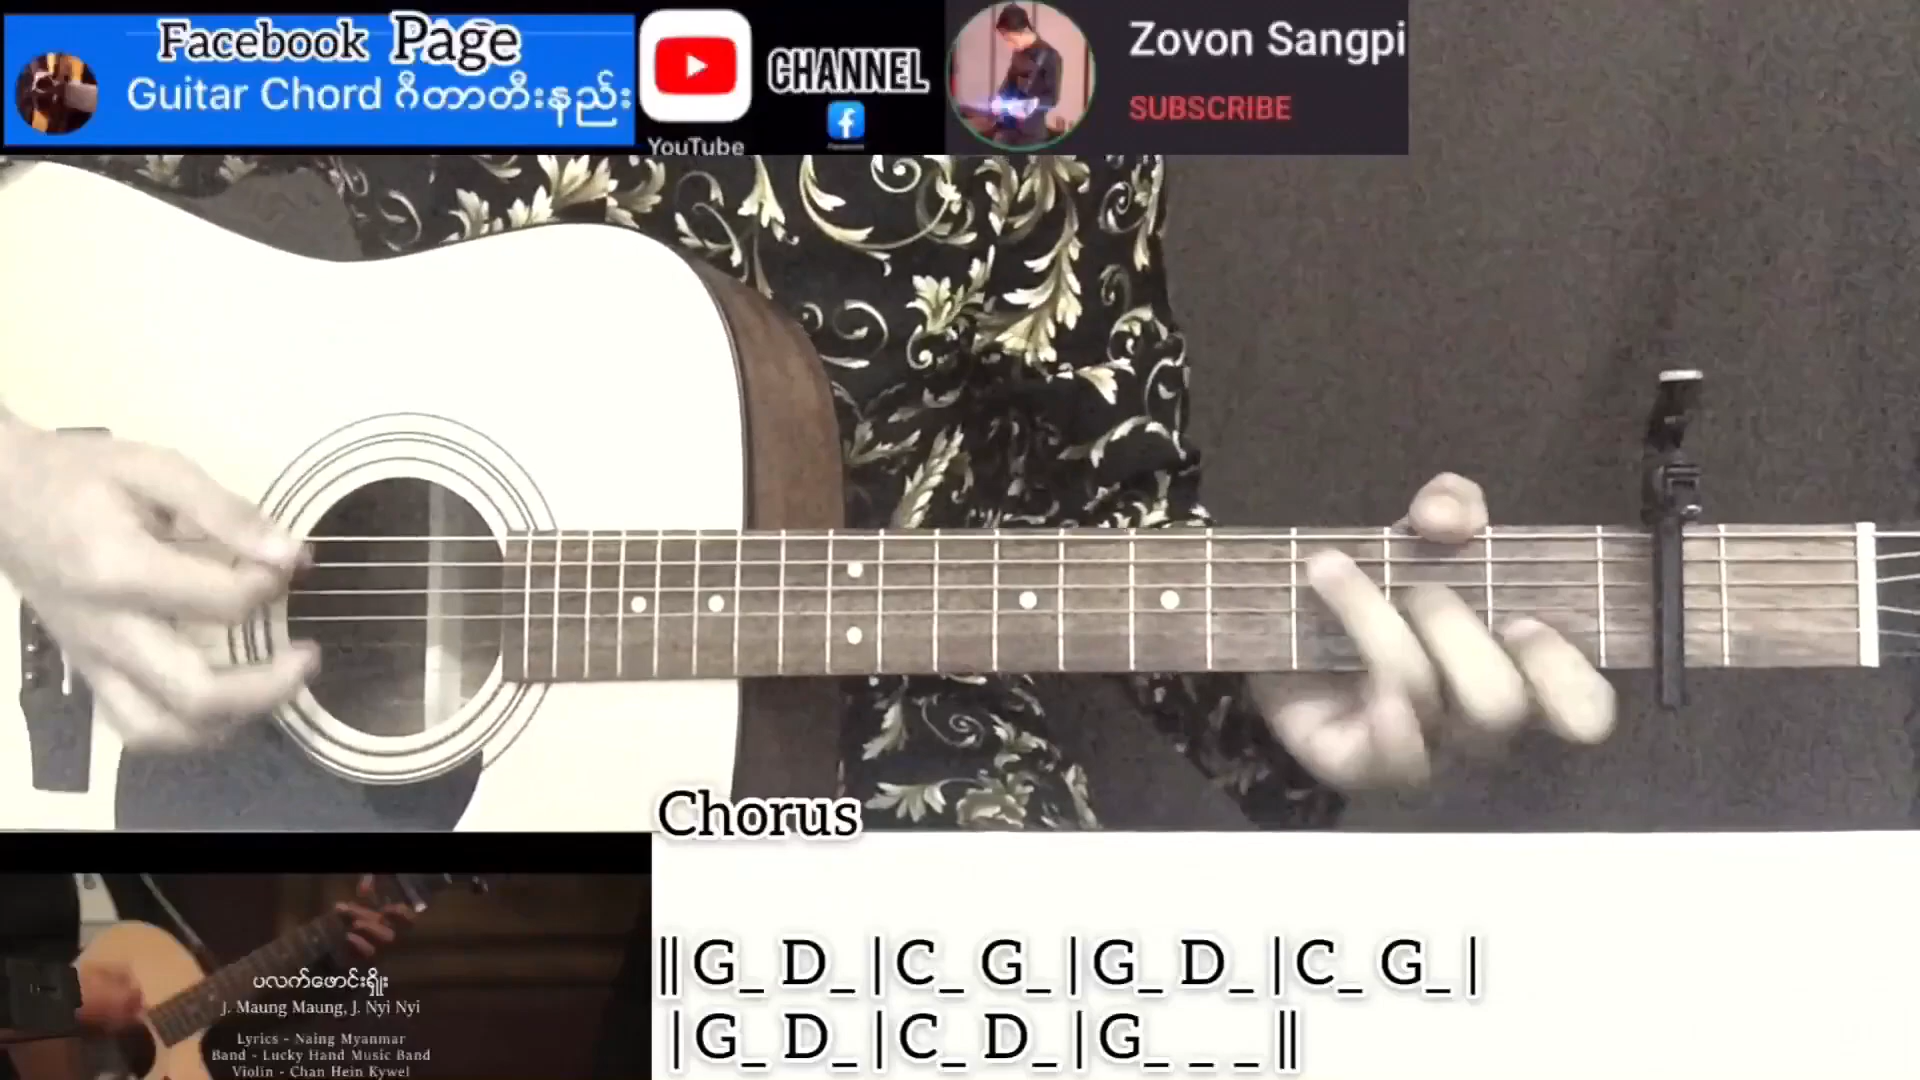 Facebook Page
Guitar Chord ဂီတာတီးနည်း
YouTube
CHANNEL
Zovon Sangpi
SUBSCRIBE
Chorus
‖G_ D_|C_ G_|G_ D_|C_ G_|
|G_ D_|C_ D_|G_ _ _‖
ပလက်ဖောင်းရှိုး
J. Maung Maung, J. Nyi Nyi
Lyrics - Naing Myanmar
Band - Lucky Hand Music Band
Violin - Chan Hein Kywel